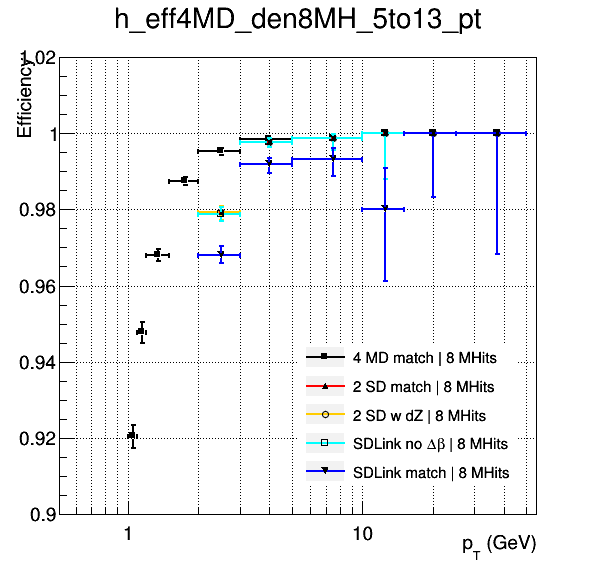 h_eff4MD_den8MH_5to13_pt
Efficiency
1.02
1
0.98
0.96
0.94
0.92
0.9
4 MD match | 8 MHits
2 SD match | 8 MHits
2 SD w dZ | 8 MHits
SDLink no Δβ | 8 MHits
SDLink match | 8 MHits
1
10
p_T (GeV)